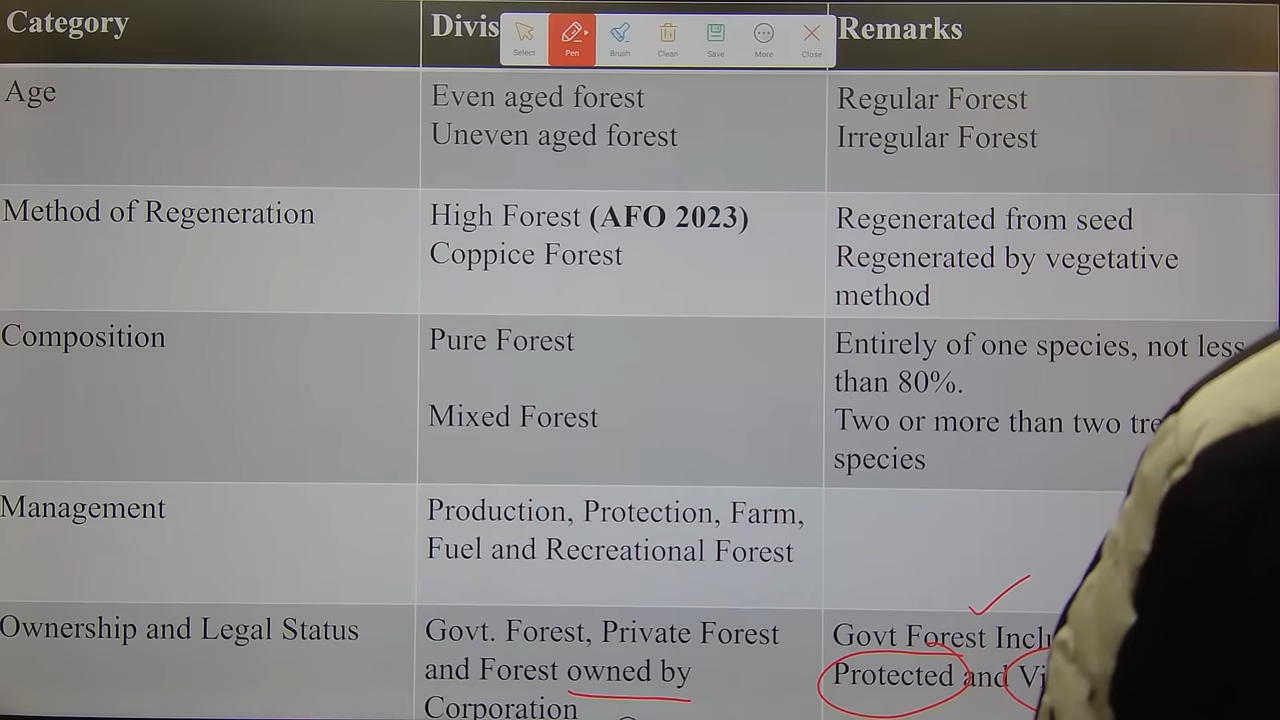 Category
Select
Pen
Brush
Clean
Save
More
Close
Remarks
Age
Even aged forest
Uneven aged forest
Regular Forest
Irregular Forest
Method of Regeneration
High Forest (AFO 2023)
Coppice Forest
Regenerated from seed
Regenerated by vegetative
method
Composition
Pure Forest
Mixed Forest
Entirely of one species, not less
than 80%.
Two or more than two
species
Management
Production, Protection, Farm,
Fuel and Recreational Forest
Ownership and Legal Status
Govt. Forest, Private Forest
and Forest owned by
Corporation
Govt Forest
Protected and